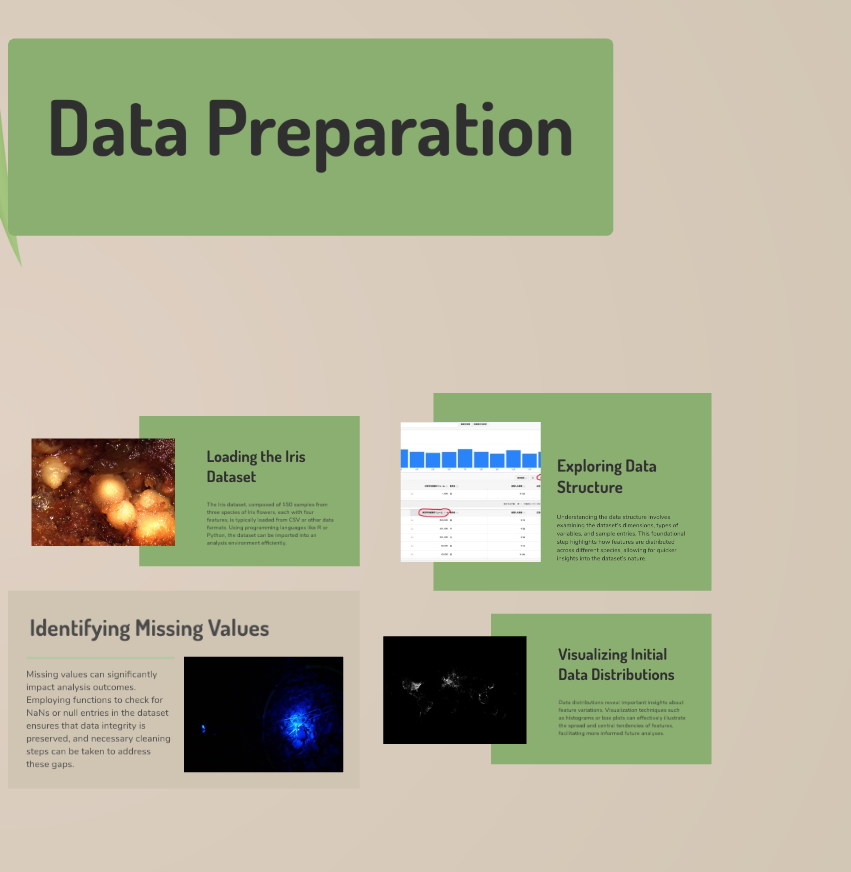 Data Preparation
Loading the Iris
Dataset
The Iris dataset, composed of 150 samples from
three species of Iris flowers, each with four
features, is typically loaded from CSV or other data
formats. Using programming languages like R or
Python, the dataset can be imported into an
analysis environment efficiently.
Exploring Data
Structure
Understanding the data structure involves
examining the dataset's dimensions, types of
variables, and sample entries. This foundational
step highlights how features are distributed
across different species, allowing for quicker
insights into the dataset's nature.
Identifying Missing Values
Missing values can significantly
impact analysis outcomes.
Employing functions to check for
NaNs or null entries in the dataset
ensures that data integrity is
preserved, and necessary cleaning
steps can be taken to address
these gaps.
Visualizing Initial
Data Distributions
Data distributions reveal important insights about
feature variations. Visualization techniques such
as histograms or box plots can effectively illustrate
the spread and central tendencies of features,
facilitating more informed future analyses.